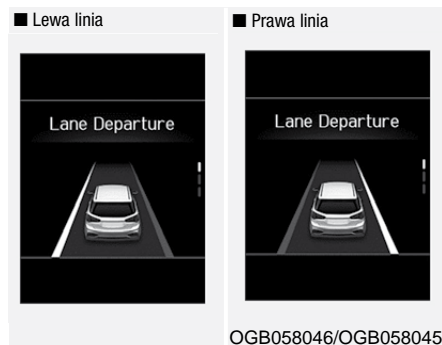 ■ Lewa linia
■ Prawa linia
Lane Departure
Lane Departure
OGB058046/OGB058045